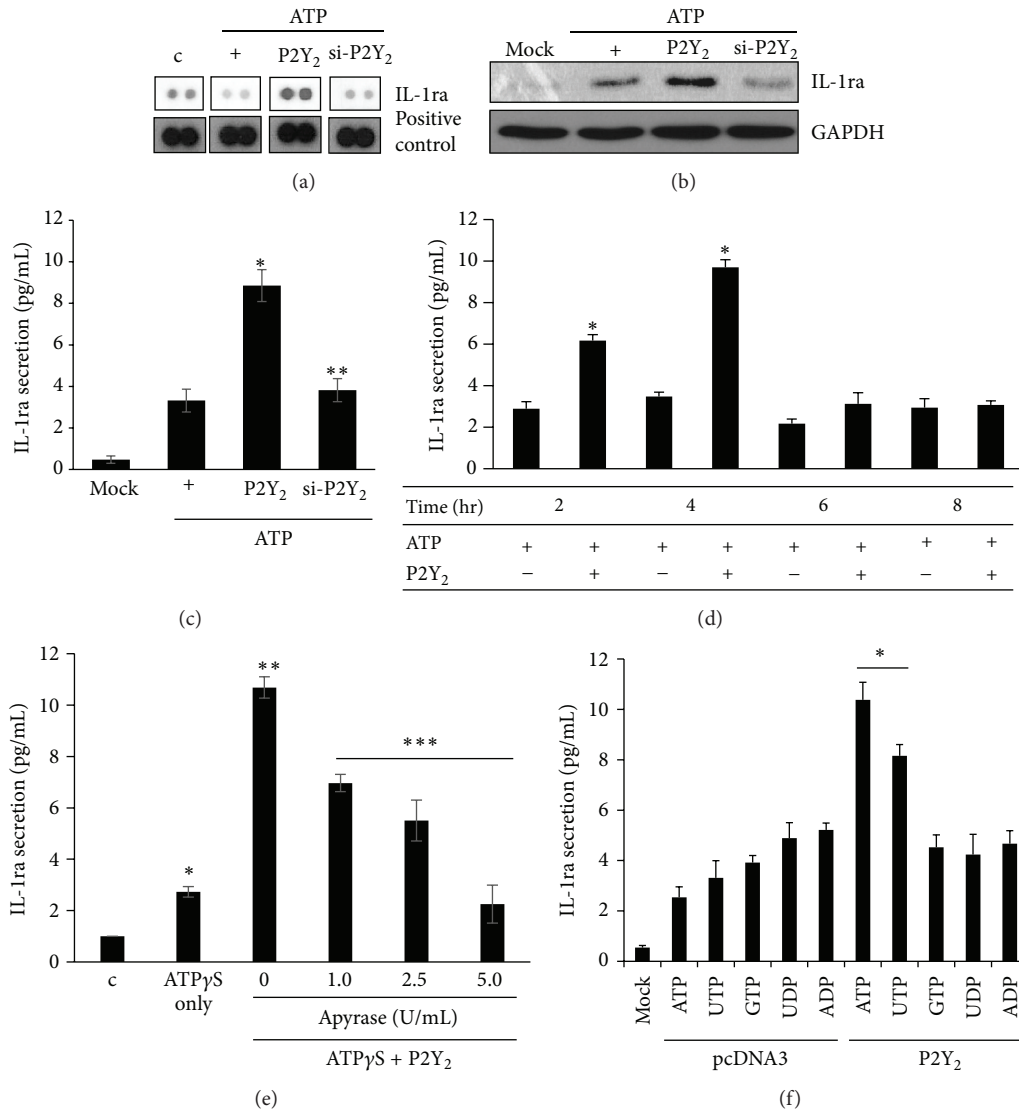 ATP
c + P2Y₂ si-P2Y₂
IL-1ra
Positive
control
(a)
ATP
Mock + P2Y₂ si-P2Y₂
IL-1ra
GAPDH
(b)
IL-1ra secretion (pg/mL)
12
10
8
6
4
2
0
*
**
Mock + P2Y₂ si-P2Y₂
ATP
(c)
IL-1ra secretion (pg/mL)
12
10
8
6
4
2
0
*
*
Time (hr) 2 4 6 8
ATP + + + + + + + +
P2Y₂ − + − + − + − +
(d)
IL-1ra secretion (pg/mL)
12
10
8
6
4
2
0
*
**
***
c ATPγS 0 1.0 2.5 5.0
only
Apyrase (U/mL)
ATPγS + P2Y₂
(e)
IL-1ra secretion (pg/mL)
12
10
8
6
4
2
0
*
Mock ATP UTP GTP UDP ADP ATP UTP GTP UDP ADP
pcDNA3 P2Y₂
(f)